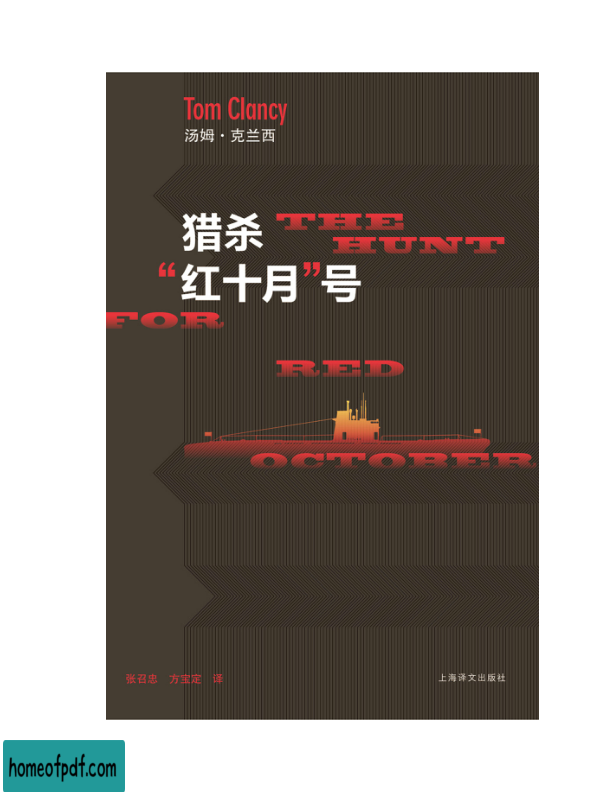 Tom Clancy
汤姆·克兰西
猎杀 THE
HUNT
“红十月”号
FOR
RED
OCTOBER
张召忠 方宝定 译
上海译文出版社
homeofpdf.com